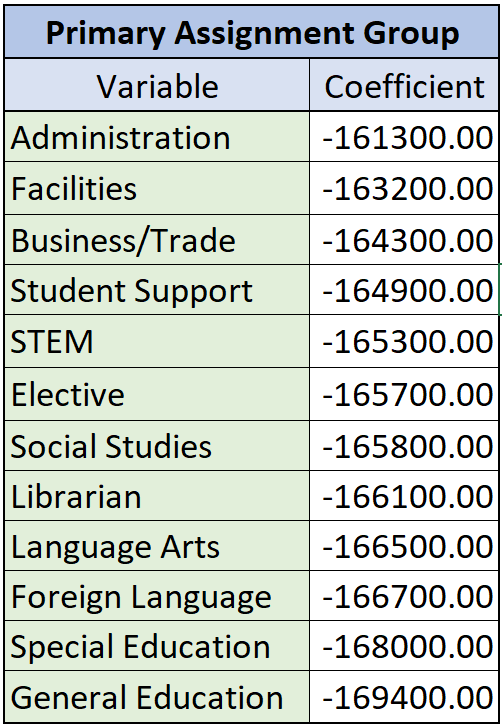 Primary Assignment Group
Variable Coefficient
Administration -161300.00
Facilities -163200.00
Business/Trade -164300.00
Student Support -164900.00
STEM -165300.00
Elective -165700.00
Social Studies -165800.00
Librarian -166100.00
Language Arts -166500.00
Foreign Language -166700.00
Special Education -168000.00
General Education -169400.00